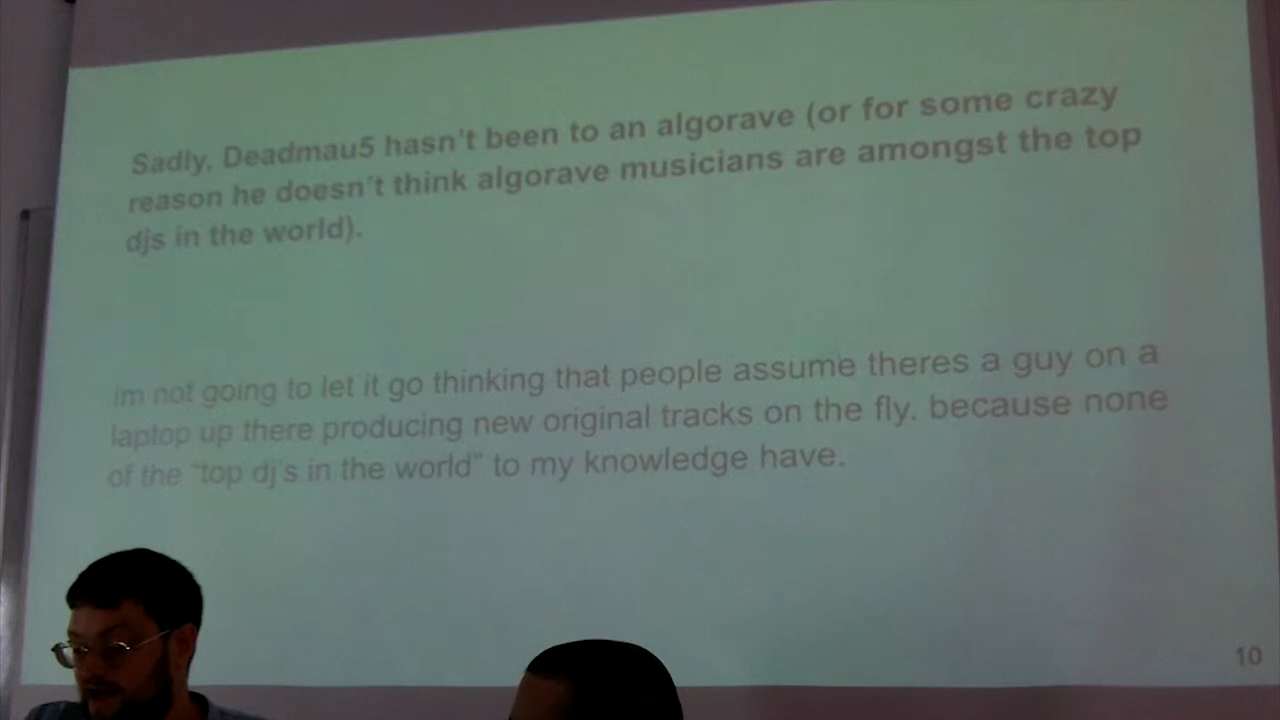 Sadly, Deadmau5 hasn't been to an algorave (or for some crazy
reason he doesn't think algorave musicians are amongst the top
djs in the world).
im not going to let it go thinking that people assume theres a guy on a
laptop up there producing new original tracks on the fly. because none
of the "top dj's in the world" to my knowledge have.
10